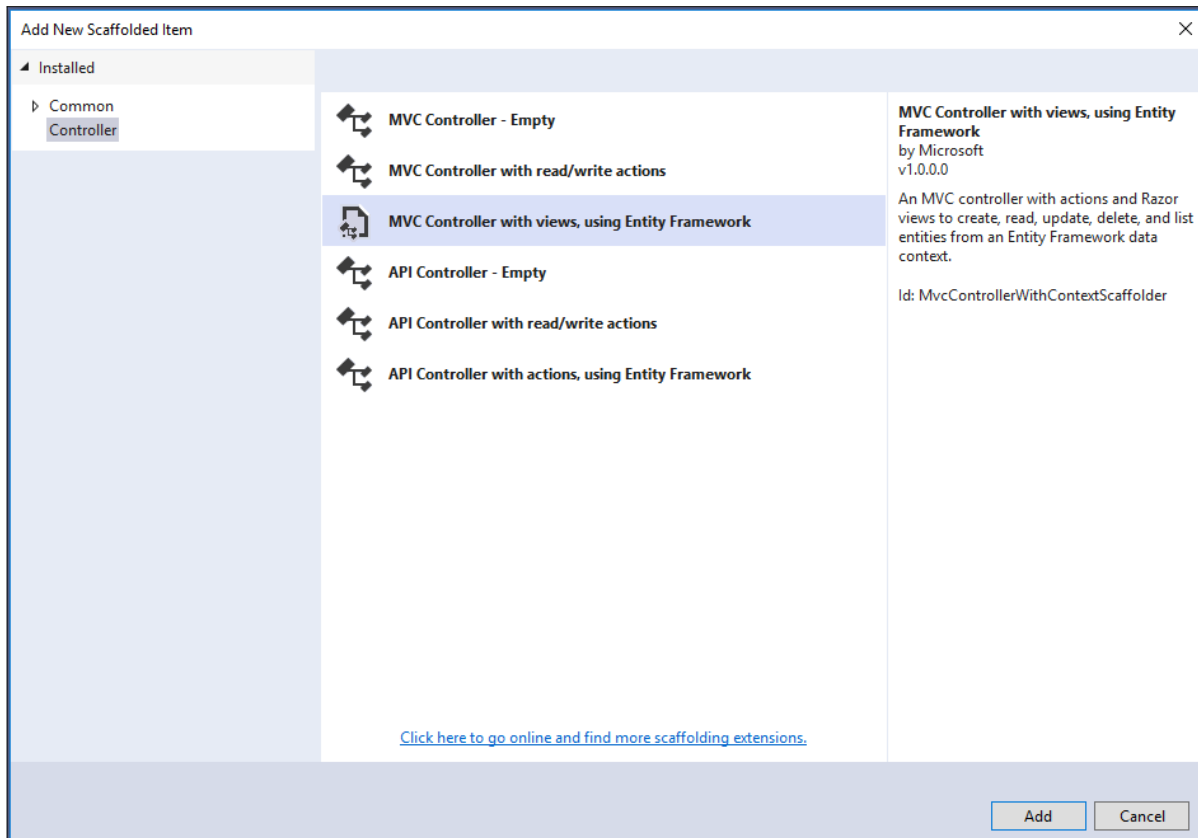 Add New Scaffolded Item
Installed
Common
Controller
MVC Controller - Empty
MVC Controller with read/write actions
MVC Controller with views, using Entity Framework
API Controller - Empty
API Controller with read/write actions
API Controller with actions, using Entity Framework
Click here to go online and find more scaffolding extensions.
MVC Controller with views, using Entity
Framework
by Microsoft
v1.0.0.0
An MVC controller with actions and Razor
views to create, read, update, delete, and list
entities from an Entity Framework data
context.
Id: MvcControllerWithContextScaffolder
Add
Cancel